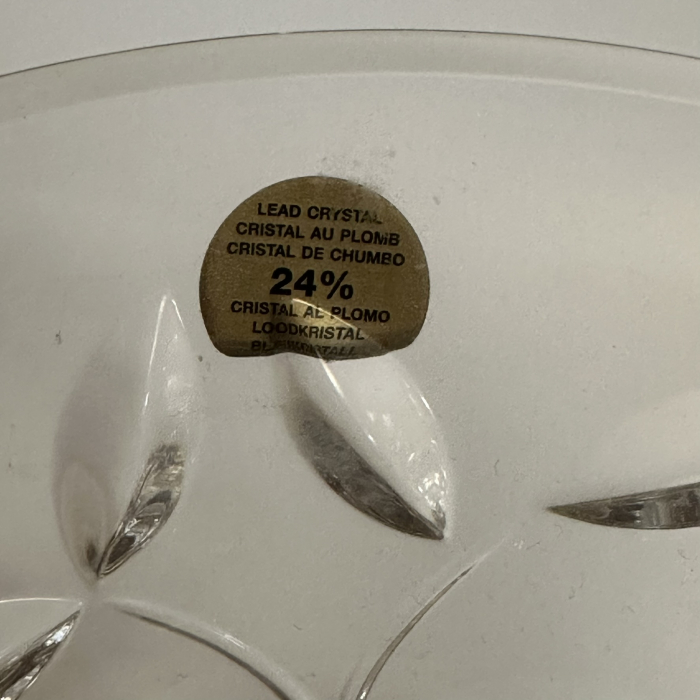 LEAD CRYSTAL
CRISTAL AU PLOMB
CRISTAL DE CHUMBO
24%
CRISTAL AL PLOMO
LOODKRISTAL